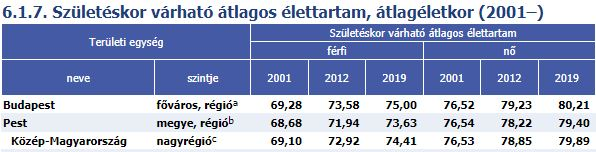 6.1.7. Születéskor várható átlagos élettartam, átlagéletkor (2001–)
Területi egység Születéskor várható átlagos élettartam
férfi nő
neve szintje 2001 2012 2019 2001 2012 2019
Budapest főváros, régióᵃ 69,28 73,58 75,00 76,52 79,23 80,21
Pest megye, régióᵇ 68,68 71,94 73,63 76,54 78,22 79,40
Közép-Magyarország nagyrégióᶜ 69,10 72,92 74,41 76,53 78,85 79,89